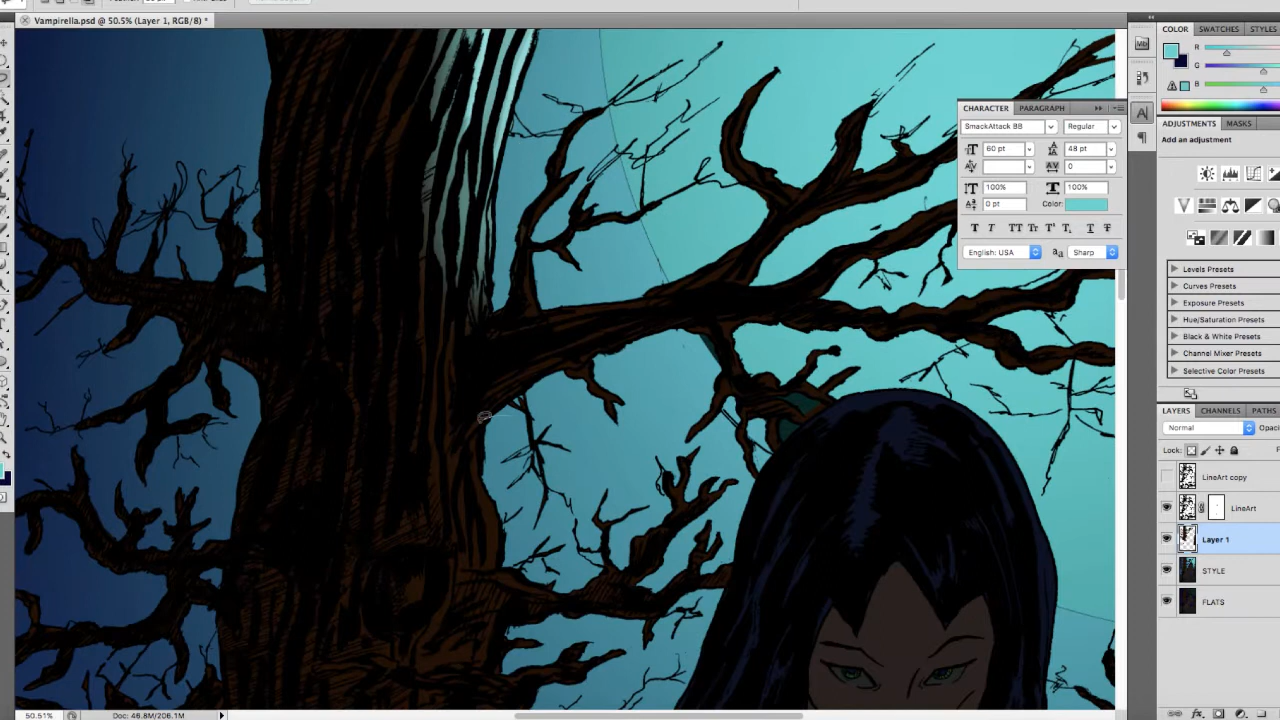 Vampirella.psd @ 50.5% (Layer 1, RGB/8) *
COLOR SWATCHES STYLES
R
G
B
Mb
CHARACTER PARAGRAPH
SmackAttack BB Regular
60 pt 48 pt
0
100% 100%
0 pt Color:
English: USA Sharp
ADJUSTMENTS MASKS
Add an adjustment
Levels Presets
Curves Presets
Exposure Presets
Hue/Saturation Presets
Black & White Presets
Channel Mixer Presets
Selective Color Presets
LAYERS CHANNELS PATHS
Normal
Lock:
LineArt copy
LineArt
Layer 1
STYLE
FLATS
50.51% Doc: 46.8M/206.1M